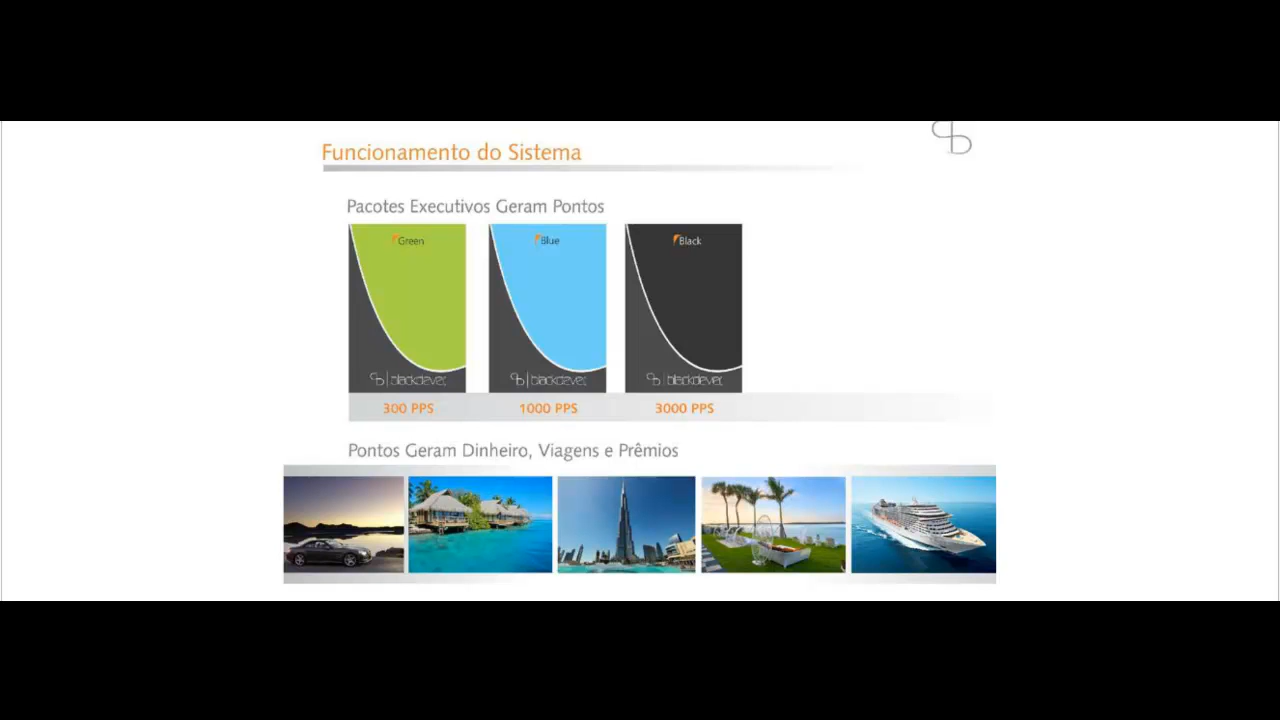 Funcionamento do Sistema
Pacotes Executivos Geram Pontos
Green
Blue
Black
blackdever
blackdever
blackdever
300 PPS
1000 PPS
3000 PPS
Pontos Geram Dinheiro, Viagens e Prêmios